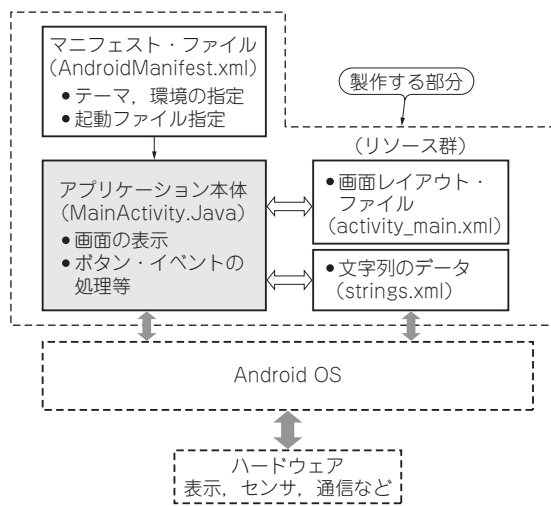 マニフェスト・ファイル
(AndroidManifest.xml)
●テーマ，環境の指定
●起動ファイル指定
製作する部分
(リソース群)
アプリケーション本体
(MainActivity.Java)
●画面の表示
●ボタン・イベントの
処理等
●画面レイアウト・
ファイル
(activity_main.xml)
●文字列のデータ
(strings.xml)
Android OS
ハードウェア
表示，センサ，通信など